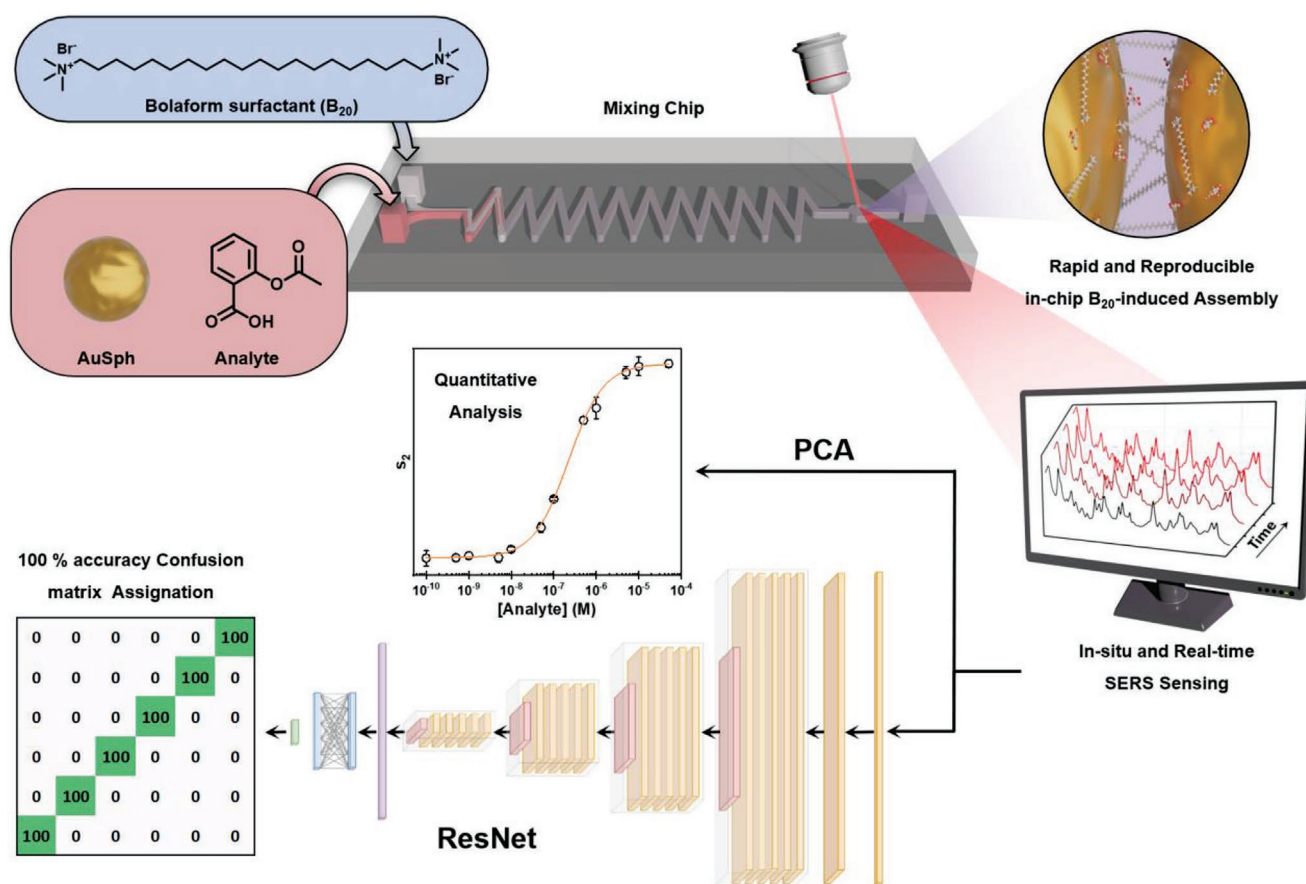 Br-
N+
N+
Br-
Bolaform surfactant (B20)
Mixing Chip
O
O
O
OH
AuSph
Analyte
Rapid and Reproducible
in-chip B20-induced Assembly
Quantitative
Analysis
s2
10-10 10-9 10-8 10-7 10-6 10-5 10-4
[Analyte] (M)
PCA
Time
In-situ and Real-time
SERS Sensing
100 % accuracy Confusion
matrix Assignation
0 0 0 0 0 100
0 0 0 0 100 0
0 0 0 100 0 0
0 0 100 0 0 0
0 100 0 0 0 0
100 0 0 0 0 0
ResNet